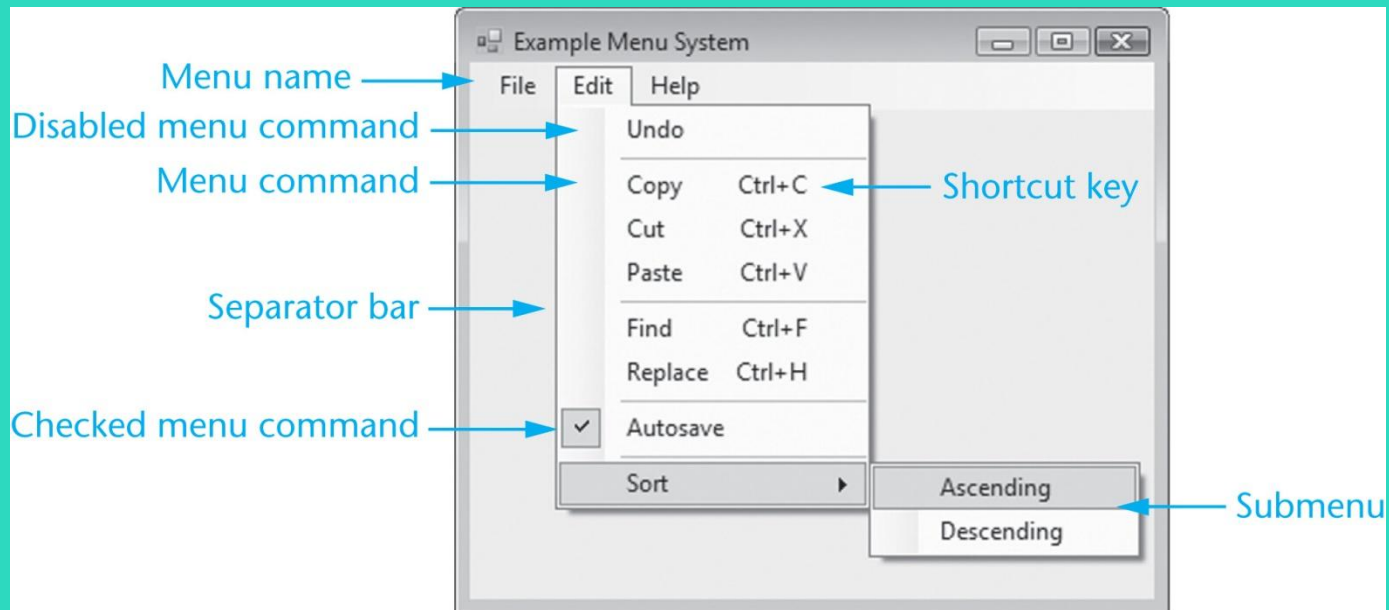 Example Menu System
Menu name
File Edit Help
Disabled menu command
Undo
Menu command
Copy Ctrl+C
Shortcut key
Cut Ctrl+X
Paste Ctrl+V
Separator bar
Find Ctrl+F
Replace Ctrl+H
Checked menu command
Autosave
Sort
Ascending
Submenu
Descending